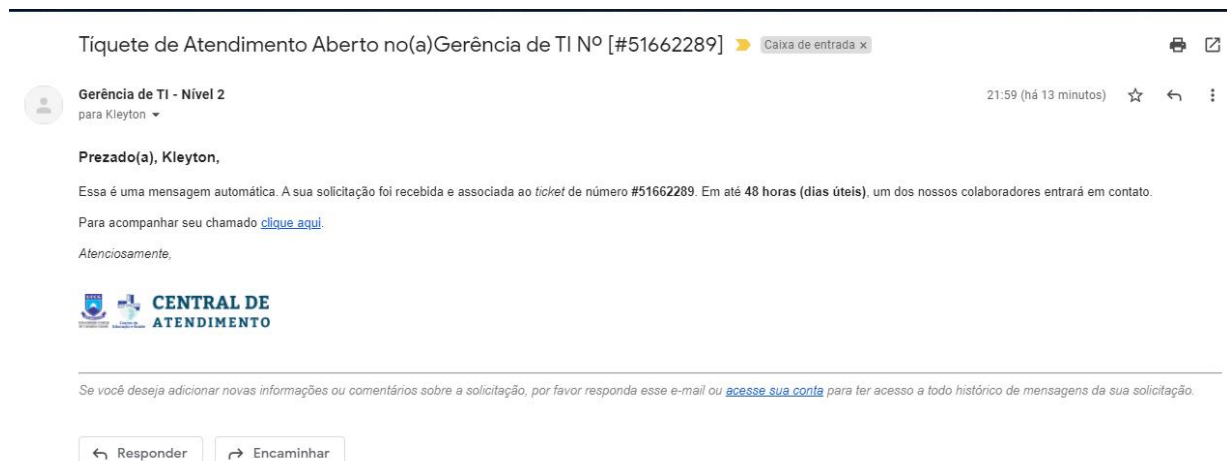 Tíquete de Atendimento Aberto no(a)Gerência de TI Nº [#51662289] Caixa de entrada x
Gerência de TI - Nível 2 21:59 (há 13 minutos)
para Kleyton
Prezado(a), Kleyton,
Essa é uma mensagem automática. A sua solicitação foi recebida e associada ao ticket de número #51662289. Em até 48 horas (dias úteis), um dos nossos colaboradores entrará em contato.
Para acompanhar seu chamado clique aqui.
Atenciosamente,
CENTRAL DE
ATENDIMENTO
Se você deseja adicionar novas informações ou comentários sobre a solicitação, por favor responda esse e-mail ou acesse sua conta para ter acesso a todo histórico de mensagens da sua solicitação.
Responder Encaminhar